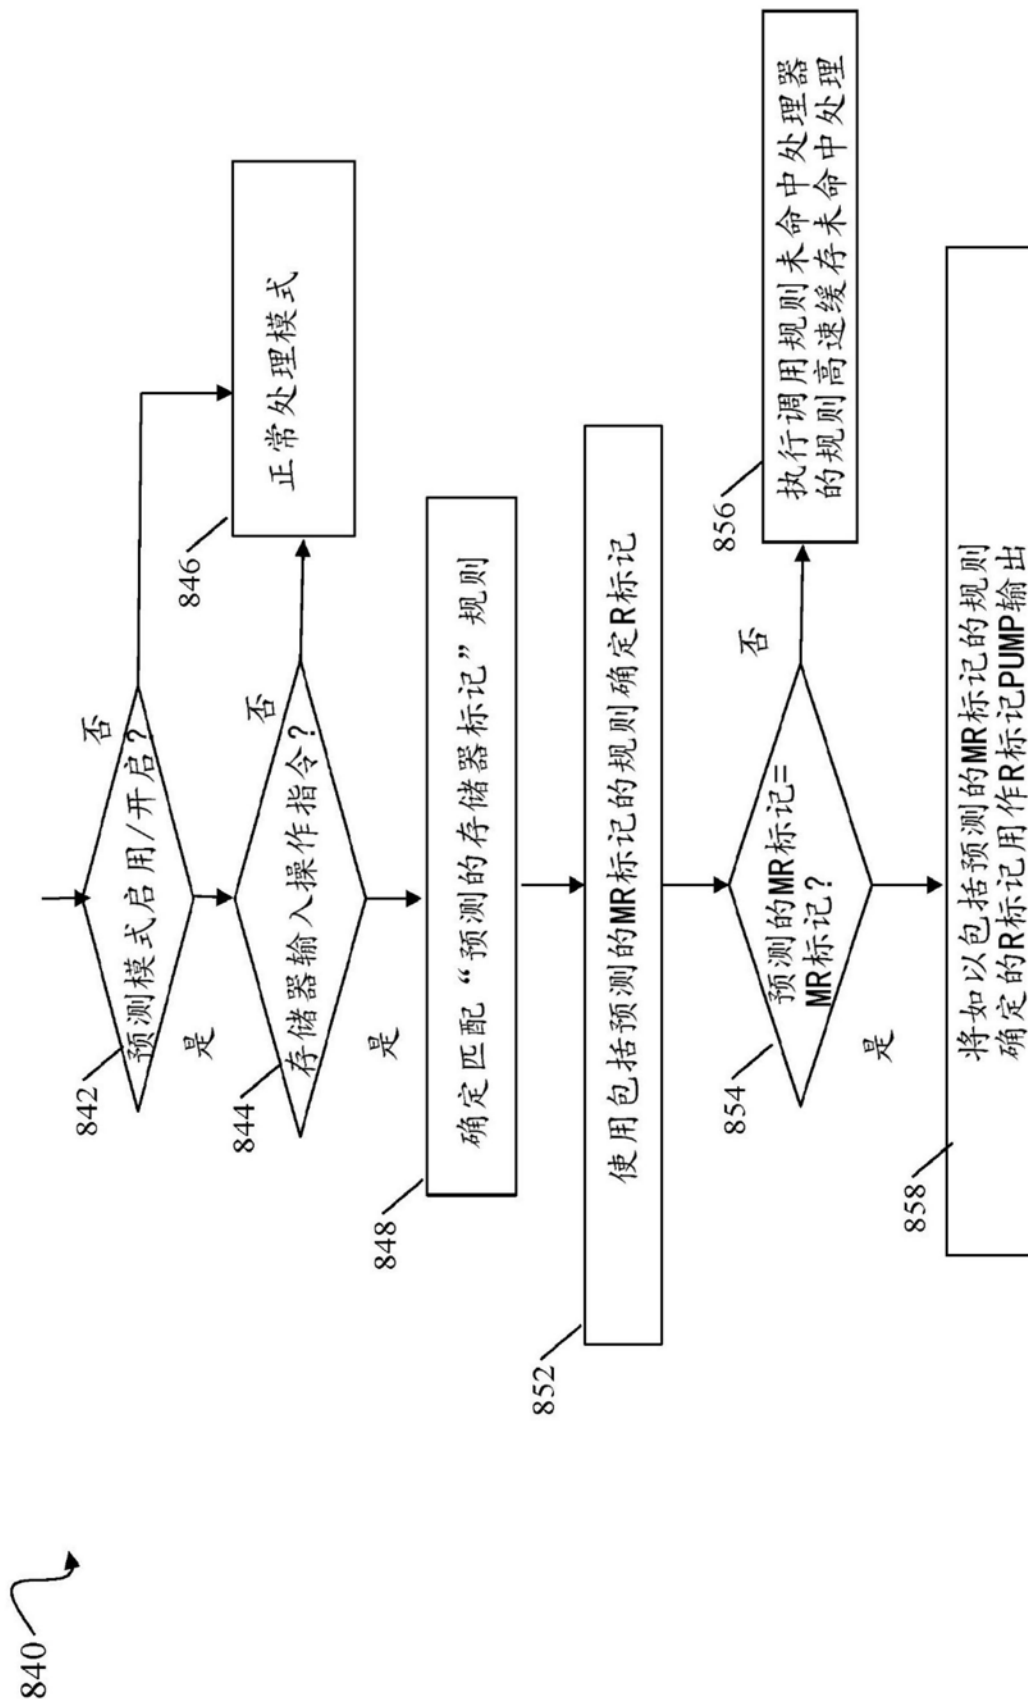 840
842
预测模式启用/开启?
否
是
844
存储器输入操作指令?
否
846
正常处理模式
是
848
确定匹配“预测的存储器标记”规则
852
使用包括预测的MR标记的规则确定R标记
854
预测的MR标记=
MR标记?
否
856
执行调用规则未命中处理器
的规则高速缓存未命中处理
是
858
将如以包括预测的MR标记的规则
确定的R标记用作R标记PUMP输出